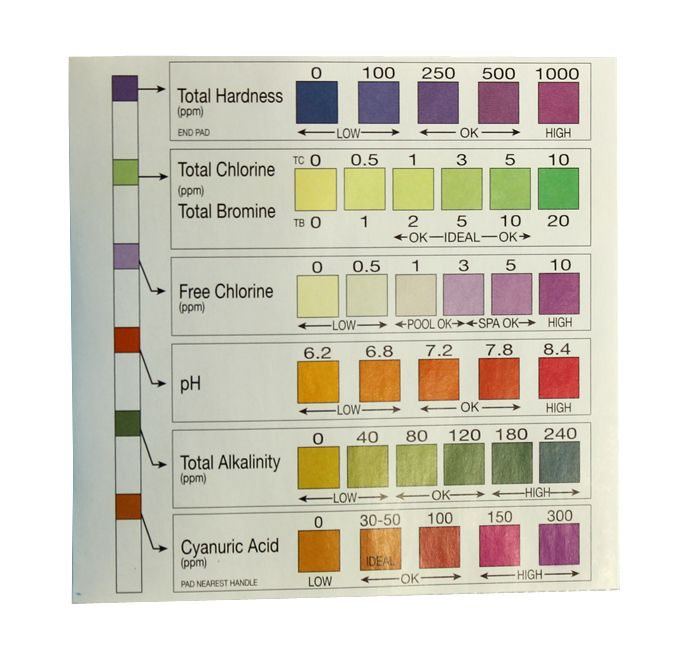 0 100 250 500 1000
Total Hardness
(ppm)
END PAD
LOW OK HIGH
TC 0 0.5 1 3 5 10
Total Chlorine
(ppm)
Total Bromine
TB 0 1 2 5 10 20
OK IDEAL OK
0 0.5 1 3 5 10
Free Chlorine
(ppm)
LOW POOL OK SPA OK HIGH
6.2 6.8 7.2 7.8 8.4
pH
LOW OK HIGH
0 40 80 120 180 240
Total Alkalinity
(ppm)
LOW OK HIGH
0 30-50 100 150 300
Cyanuric Acid
(ppm)
IDEAL
PAD NEAREST HANDLE
LOW OK HIGH